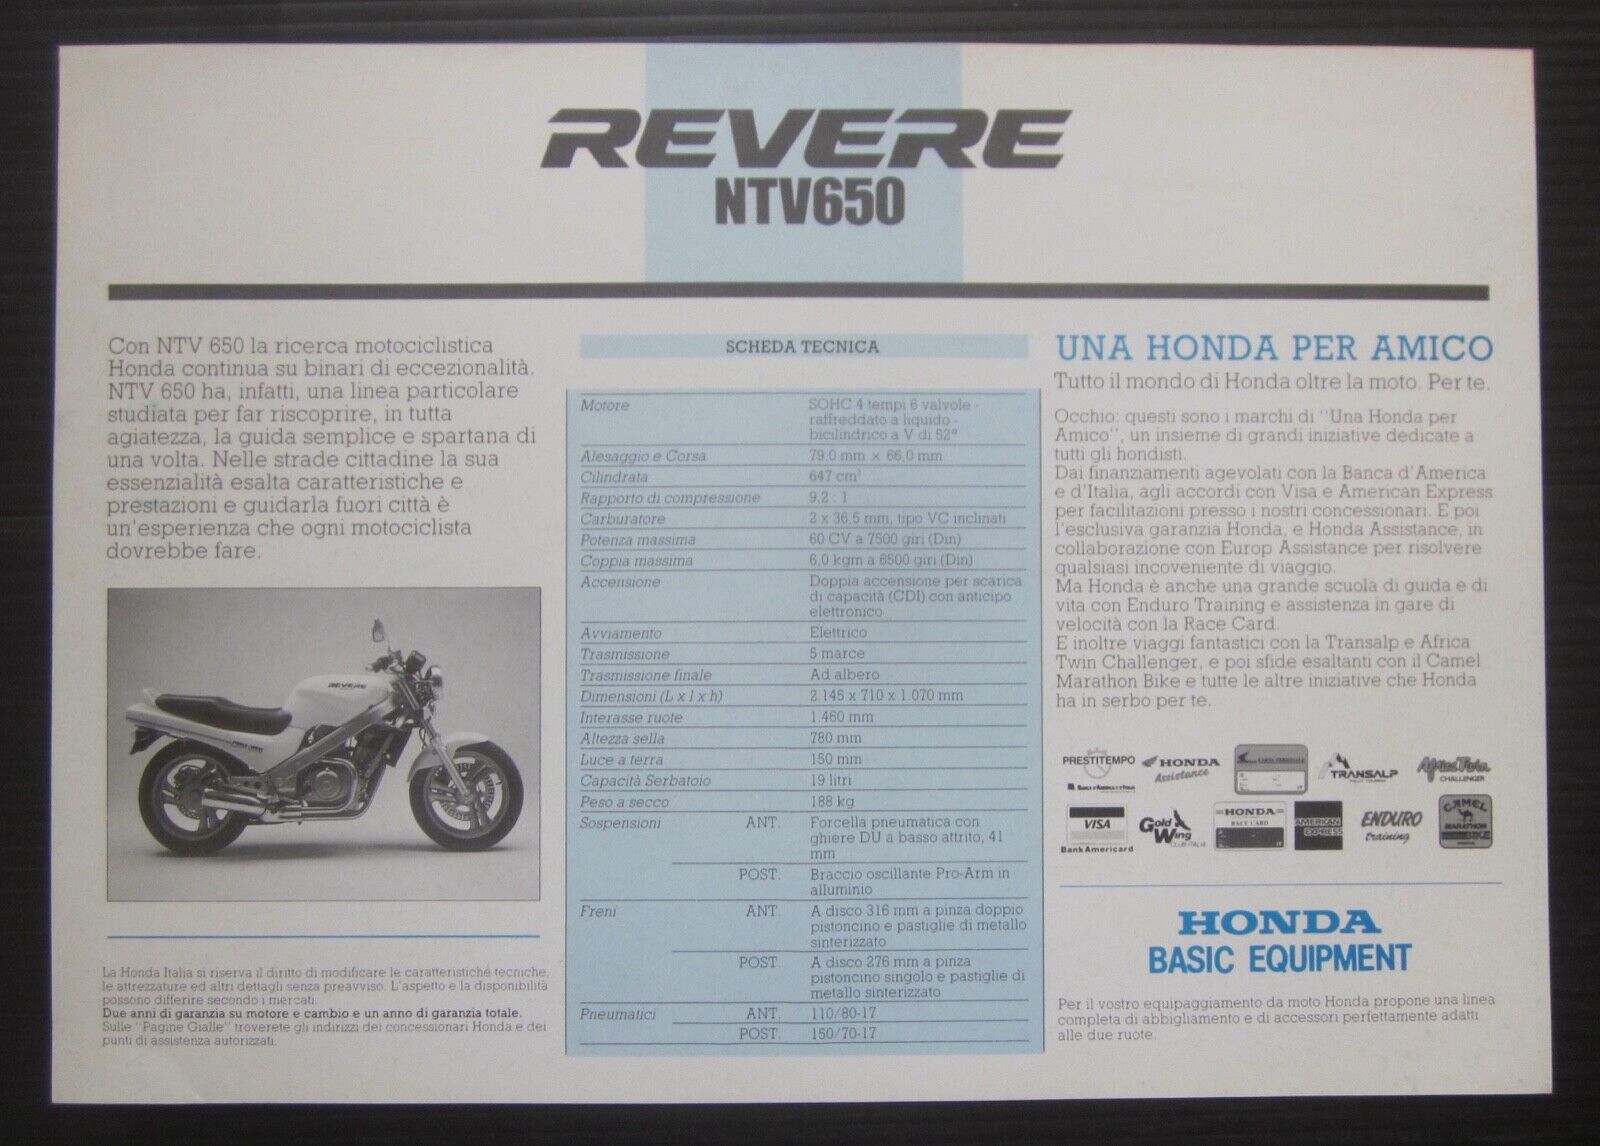 REVERE
NTV650
Con NTV 650 la ricerca motociclistica
Honda continua su binari di eccezionalità.
NTV 650 ha, infatti, una linea particolare
studiata per far riscoprire, in tutta
agiatezza, la guida semplice e spartana di
una volta. Nelle strade cittadine la sua
essenzialità esalta caratteristiche e
prestazioni e guidarla fuori città è
un'esperienza che ogni motociclista
dovrebbe fare.
REVERE
La Honda Italia si riserva il diritto di modificare le caratteristiche tecniche,
le attrezzature ed altri dettagli senza preavviso. L'aspetto e la disponibilità
possono differire secondo i mercati.
Due anni di garanzia su motore e cambio e un anno di garanzia totale.
Sulle "Pagine Gialle" troverete gli indirizzi dei concessionari Honda e dei
punti di assistenza autorizzati.
SCHEDA TECNICA
Motore SOHC 4 tempi 6 valvole -
raffreddato a liquido -
bicilindrico a V di 52°
Alesaggio e Corsa 79,0 mm × 66,0 mm
Cilindrata 647 cm³
Rapporto di compressione 9,2 : 1
Carburatore 2 x 36,5 mm, tipo VC inclinati
Potenza massima 60 CV a 7500 giri (Din)
Coppia massima 6,0 kgm a 6500 giri (Din)
Accensione Doppia accensione per scarica
di capacità (CDI) con anticipo
elettronico
Avviamento Elettrico
Trasmissione 5 marce
Trasmissione finale Ad albero
Dimensioni (L x l x h) 2.145 x 710 x 1.070 mm
Interasse ruote 1.460 mm
Altezza sella 780 mm
Luce a terra 150 mm
Capacità Serbatoio 19 litri
Peso a secco 188 kg
Sospensioni ANT. Forcella pneumatica con
ghiere DU a basso attrito, 41
mm
POST. Braccio oscillante Pro-Arm in
alluminio
Freni ANT. A disco 316 mm a pinza doppio
pistoncino e pastiglie di metallo
sinterizzato
POST. A disco 276 mm a pinza
pistoncino singolo e pastiglie di
metallo sinterizzato
Pneumatici ANT. 110/80-17
POST. 150/70-17
UNA HONDA PER AMICO
Tutto il mondo di Honda oltre la moto. Per te.
Occhio: questi sono i marchi di "Una Honda per
Amico", un insieme di grandi iniziative dedicate a
tutti gli hondisti.
Dai finanziamenti agevolati con la Banca d'America
e d'Italia, agli accordi con Visa e American Express
per facilitazioni presso i nostri concessionari. E poi
l'esclusiva garanzia Honda, e Honda Assistance, in
collaborazione con Europ Assistance per risolvere
qualsiasi incoveniente di viaggio.
Ma Honda è anche una grande scuola di guida e di
vita con Enduro Training e assistenza in gare di
velocità con la Race Card.
E inoltre viaggi fantastici con la Transalp e Africa
Twin Challenger, e poi sfide esaltanti con il Camel
Marathon Bike e tutte le altre iniziative che Honda
ha in serbo per te.
PRESTITEMPO
BANCA D'AMERICA E D'ITALIA
HONDA
Assistance
TRANSALP
Africa Twin
CHALLENGER
VISA
BankAmericard
Gold Wing
CLUB ITALIA
HONDA
RACE CARD
AMERICAN
EXPRESS
ENDURO
training
CAMEL
MARATHON
BIKE
HONDA
BASIC EQUIPMENT
Per il vostro equipaggiamento da moto Honda propone una linea
completa di abbigliamento e di accessori perfettamente adatti
alle due ruote.